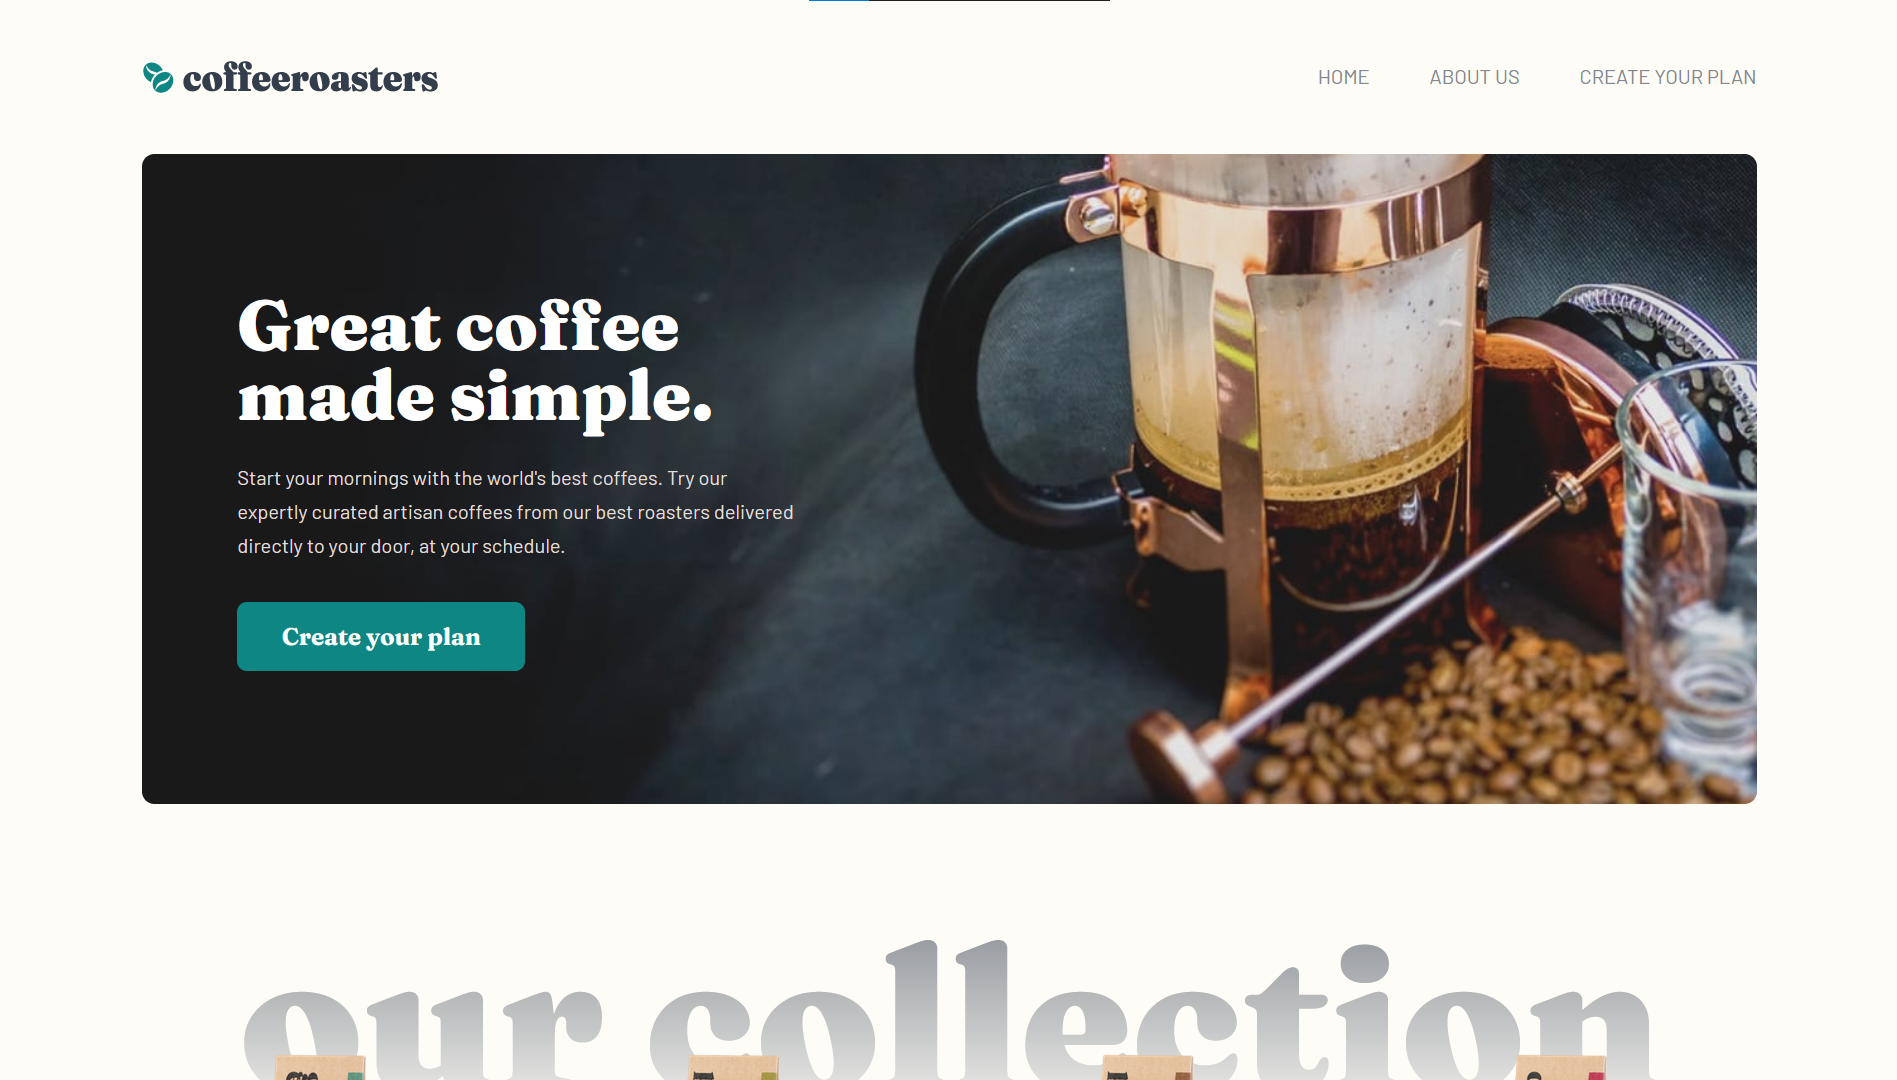 coffeeroasters
HOME ABOUT US CREATE YOUR PLAN
Great coffee
made simple.
Start your mornings with the world's best coffees. Try our
expertly curated artisan coffees from our best roasters delivered
directly to your door, at your schedule.
Create your plan
our collection